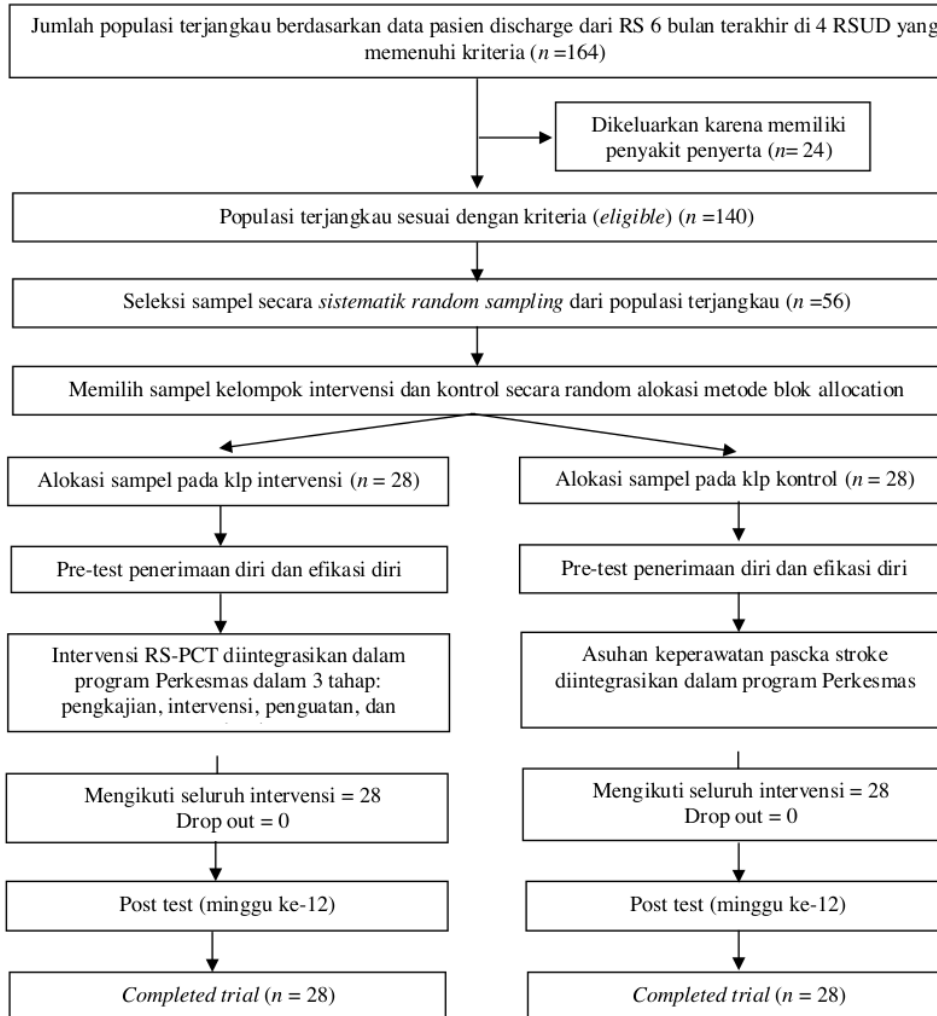 Jumlah populasi terjangkau berdasarkan data pasien discharge dari RS 6 bulan terakhir di 4 RSUD yang
memenuhi kriteria (n =164)
Dikeluarkan karena memiliki
penyakit penyerta (n= 24)
Populasi terjangkau sesuai dengan kriteria (eligible) (n =140)
Seleksi sampel secara sistematik random sampling dari populasi terjangkau (n =56)
Memilih sampel kelompok intervensi dan kontrol secara random alokasi metode blok allocation
Alokasi sampel pada klp intervensi (n = 28)
Pre-test penerimaan diri dan efikasi diri
Intervensi RS-PCT diintegrasikan dalam
program Perkesmas dalam 3 tahap:
pengkajian, intervensi, penguatan, dan
Mengikuti seluruh intervensi = 28
Drop out = 0
Post test (minggu ke-12)
Completed trial (n = 28)
Alokasi sampel pada klp kontrol (n = 28)
Pre-test penerimaan diri dan efikasi diri
Asuhan keperawatan pascka stroke
diintegrasikan dalam program Perkesmas
Mengikuti seluruh intervensi = 28
Drop out = 0
Post test (minggu ke-12)
Completed trial (n = 28)